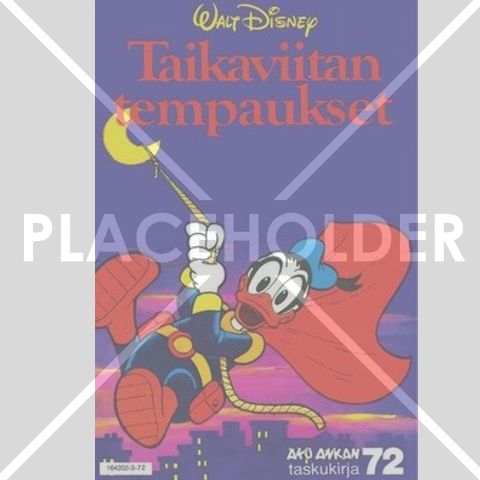 WALT DISNEY
Taikaviitan
tempaukset
PLACEHOLDER
AKU ANKAN
taskukirja 72
164202-3-72